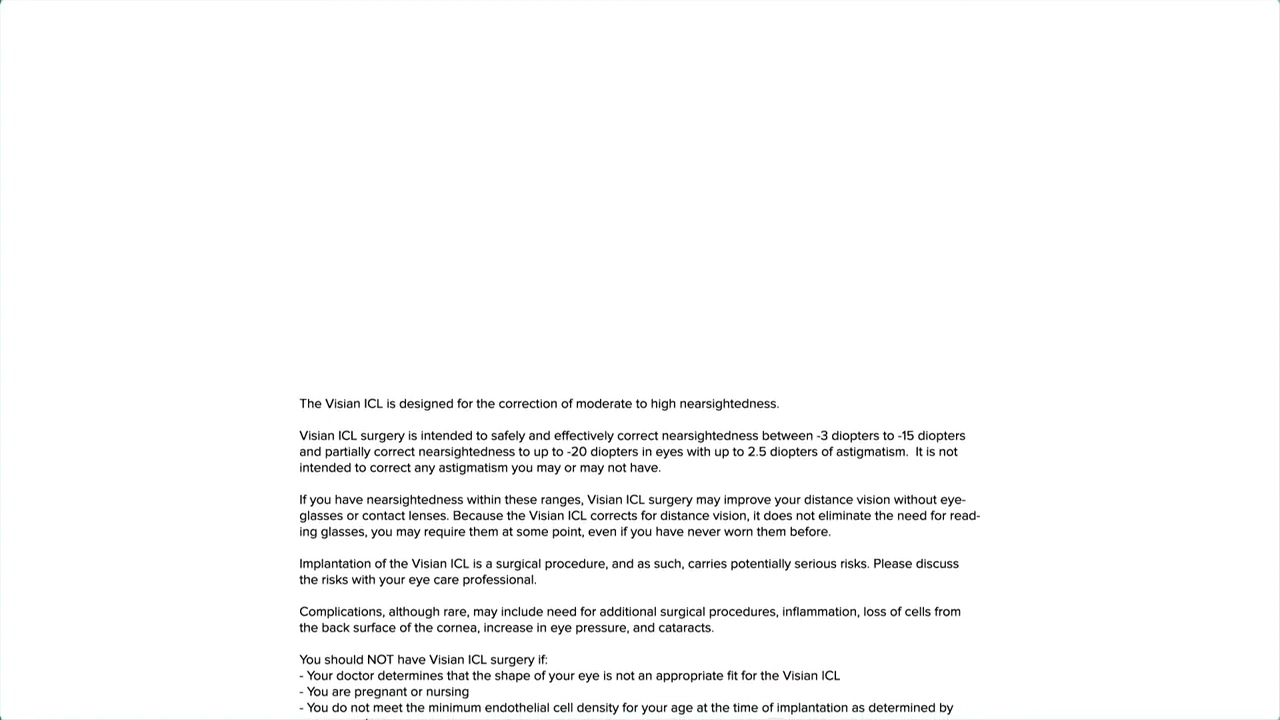 The Visian ICL is designed for the correction of moderate to high nearsightedness.
Visian ICL surgery is intended to safely and effectively correct nearsightedness between -3 diopters to -15 diopters
and partially correct nearsightedness to up to -20 diopters in eyes with up to 2.5 diopters of astigmatism.  It is not
intended to correct any astigmatism you may or may not have.
If you have nearsightedness within these ranges, Visian ICL surgery may improve your distance vision without eye-
glasses or contact lenses. Because the Visian ICL corrects for distance vision, it does not eliminate the need for read-
ing glasses, you may require them at some point, even if you have never worn them before.
Implantation of the Visian ICL is a surgical procedure, and as such, carries potentially serious risks. Please discuss
the risks with your eye care professional.
Complications, although rare, may include need for additional surgical procedures, inflammation, loss of cells from
the back surface of the cornea, increase in eye pressure, and cataracts.
You should NOT have Visian ICL surgery if:
- Your doctor determines that the shape of your eye is not an appropriate fit for the Visian ICL
- You are pregnant or nursing
- You do not meet the minimum endothelial cell density for your age at the time of implantation as determined by